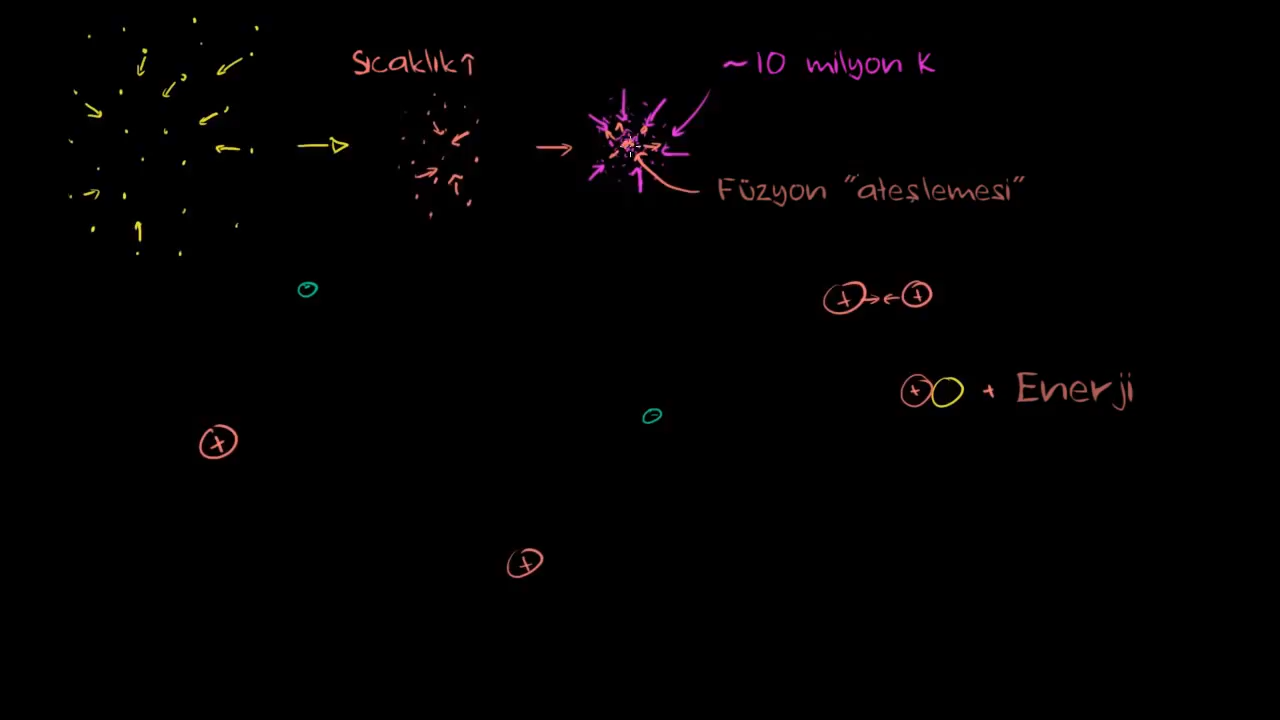 Sıcaklık↑
~10 milyon K
Füzyon "ateşlemesi"
-
+ +
+ + Enerji
-
+
+